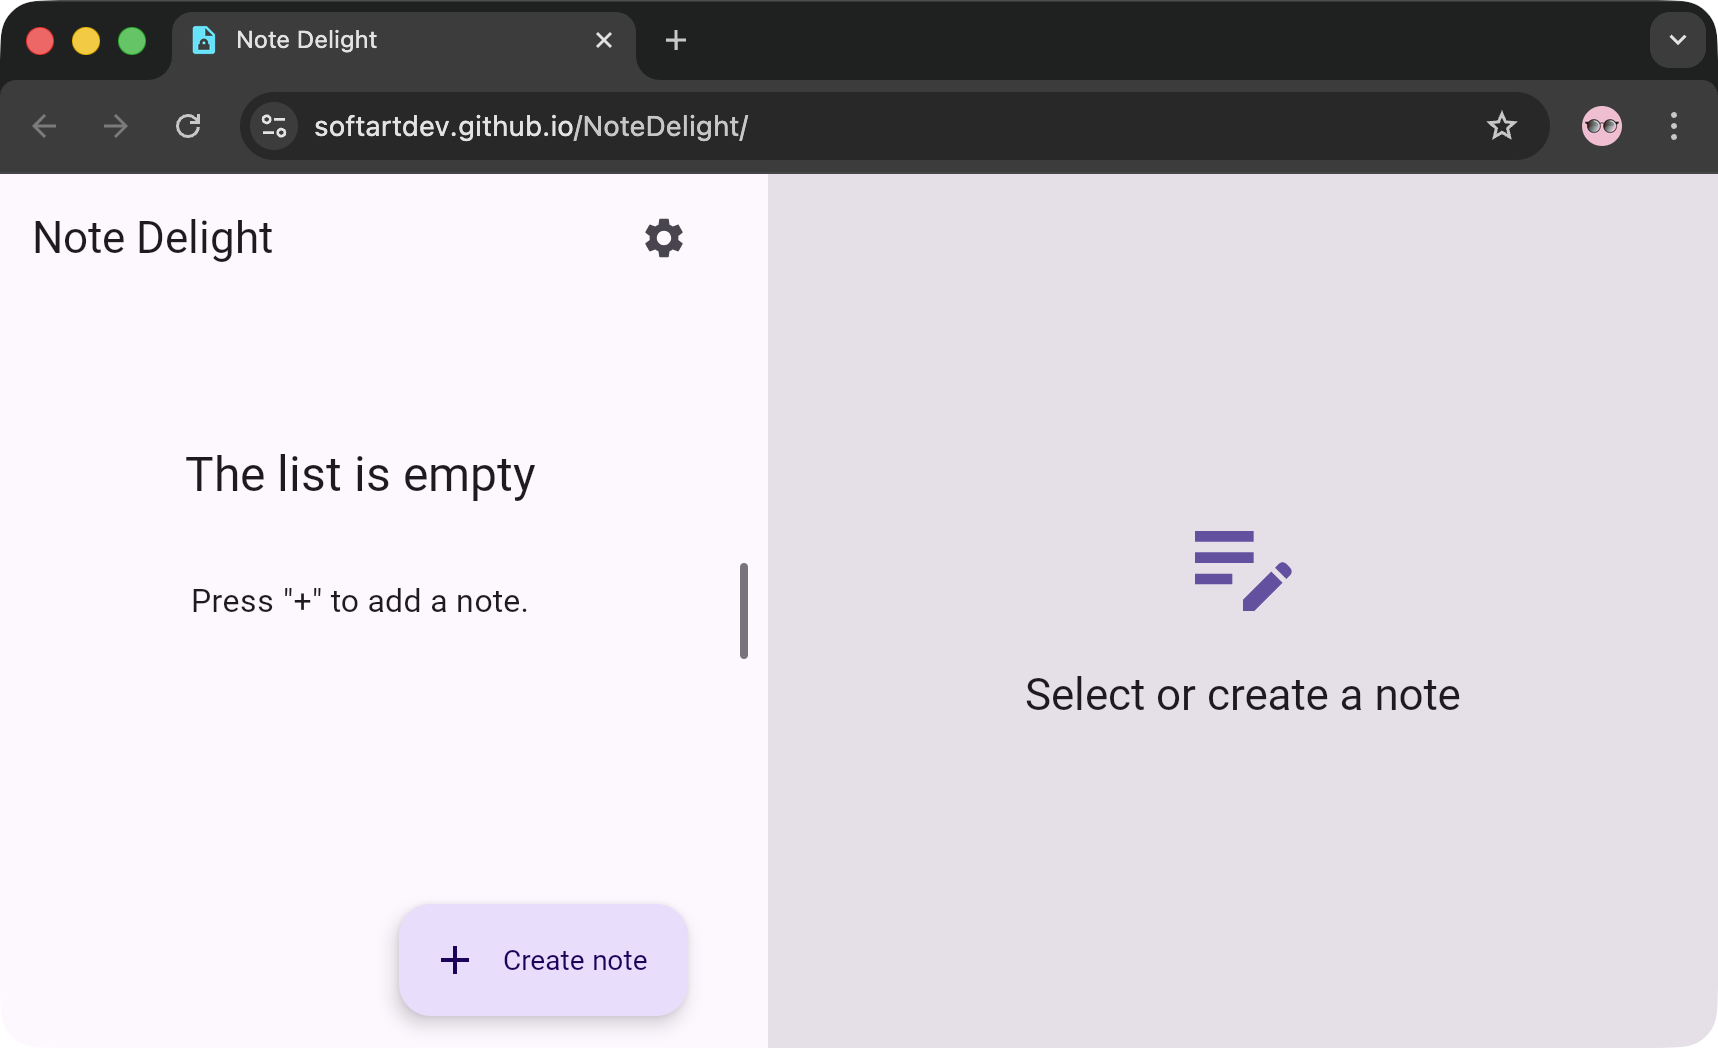 Note Delight
softartdev.github.io/NoteDelight/
Note Delight
The list is empty
Press "+" to add a note.
Create note
Select or create a note